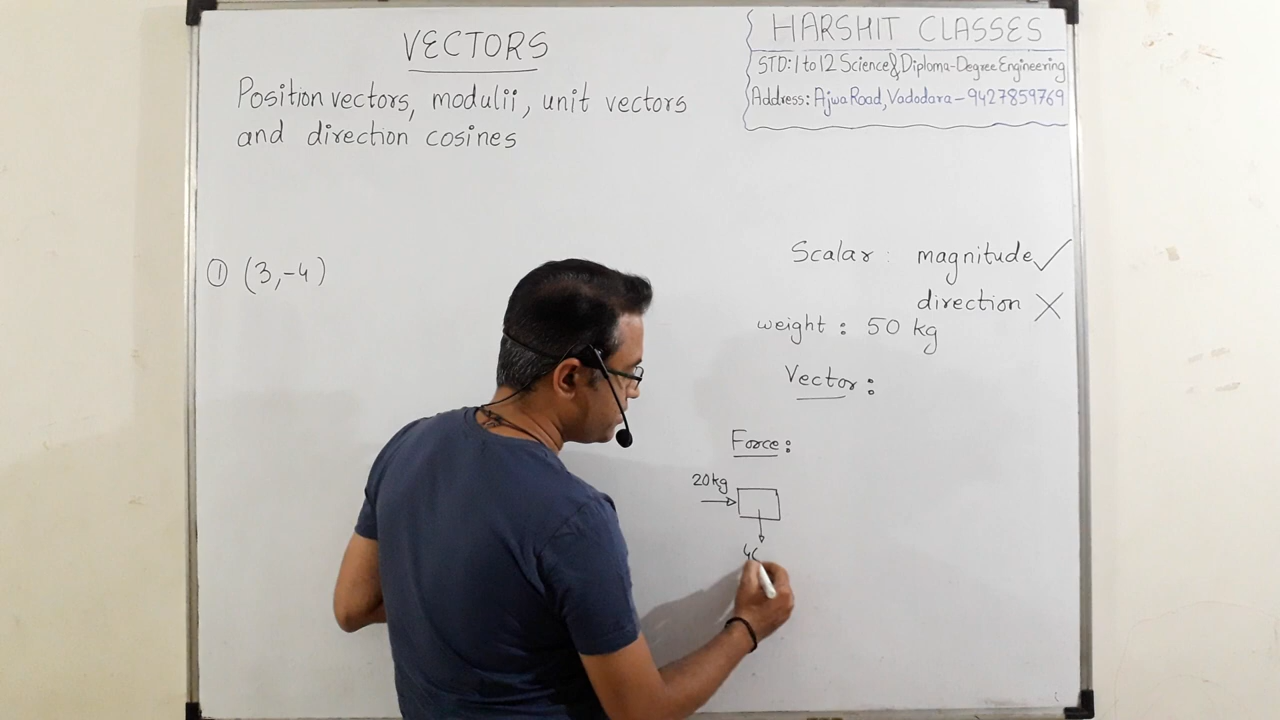 VECTORS
Position vectors, modulii, unit vectors
and direction cosines
HARSHIT CLASSES
STD: 1 to 12 Science & Diploma-Degree Engineering
Address: Ajwa Road, Vadodara - 9427859769
① (3,-4)
Scalar : magnitude ✓
direction ×
weight : 50 kg
Vector :
Force :
20kg